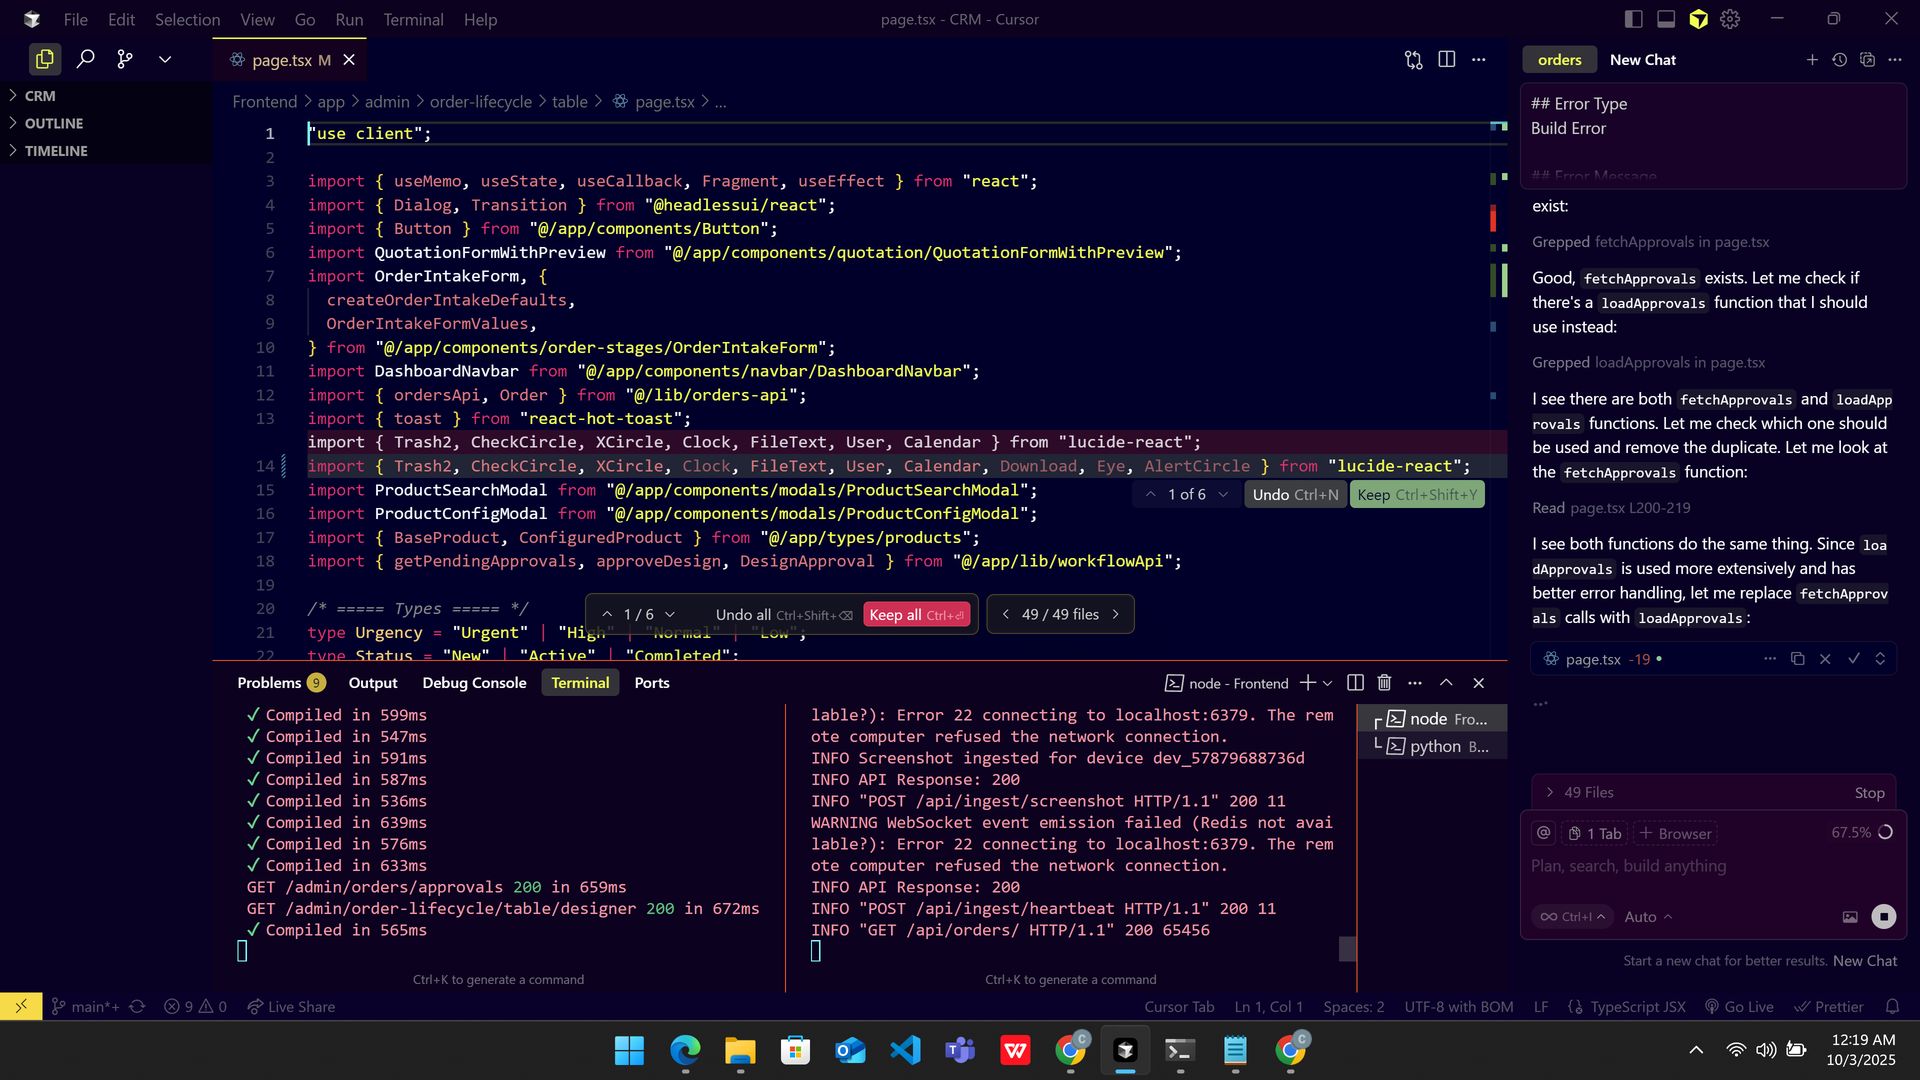 File Edit Selection View Go Run Terminal Help
page.tsx - CRM - Cursor
page.tsx M
CRM
OUTLINE
TIMELINE
Frontend > app > admin > order-lifecycle > table > page.tsx > ...
1 "use client";
2
3 import { useMemo, useState, useCallback, Fragment, useEffect } from "react";
4 import { Dialog, Transition } from "@headlessui/react";
5 import { Button } from "@/app/components/Button";
6 import QuotationFormWithPreview from "@/app/components/quotation/QuotationFormWithPreview";
7 import OrderIntakeForm, {
8 createOrderIntakeDefaults,
9 OrderIntakeFormValues,
10 } from "@/app/components/order-stages/OrderIntakeForm";
11 import DashboardNavbar from "@/app/components/navbar/DashboardNavbar";
12 import { ordersApi, Order } from "@/lib/orders-api";
13 import { toast } from "react-hot-toast";
import { Trash2, CheckCircle, XCircle, Clock, FileText, User, Calendar } from "lucide-react";
14 import { Trash2, CheckCircle, XCircle, Clock, FileText, User, Calendar, Download, Eye, AlertCircle } from "lucide-react";
15 import ProductSearchModal from "@/app/components/modals/ProductSearchModal";
1 of 6 Undo Ctrl+N Keep Ctrl+Shift+Y
16 import ProductConfigModal from "@/app/components/modals/ProductConfigModal";
17 import { BaseProduct, ConfiguredProduct } from "@/app/types/products";
18 import { getPendingApprovals, approveDesign, DesignApproval } from "@/app/lib/workflowApi";
19
20 /* ===== Types ===== */
21 type Urgency = "Urgent" | "High" | "Normal" | "Low";
22 type Status = "New" | "Active" | "Completed";
1 / 6 Undo all Ctrl+Shift+⌫ Keep all Ctrl+⏎ 49 / 49 files
Problems 9 Output Debug Console Terminal Ports
node - Frontend
✓ Compiled in 599ms
✓ Compiled in 547ms
✓ Compiled in 591ms
✓ Compiled in 587ms
✓ Compiled in 536ms
✓ Compiled in 639ms
✓ Compiled in 576ms
✓ Compiled in 633ms
GET /admin/orders/approvals 200 in 659ms
GET /admin/order-lifecycle/table/designer 200 in 672ms
✓ Compiled in 565ms
Ctrl+K to generate a command
lable?): Error 22 connecting to localhost:6379. The rem
ote computer refused the network connection.
INFO Screenshot ingested for device dev_57879688736d
INFO API Response: 200
INFO "POST /api/ingest/screenshot HTTP/1.1" 200 11
WARNING WebSocket event emission failed (Redis not avai
lable?): Error 22 connecting to localhost:6379. The rem
ote computer refused the network connection.
INFO API Response: 200
INFO "POST /api/ingest/heartbeat HTTP/1.1" 200 11
INFO "GET /api/orders/ HTTP/1.1" 200 65456
Ctrl+K to generate a command
node Fro...
python B...
orders New Chat
## Error Type
Build Error
## Error Message
exist:
Grepped fetchApprovals in page.tsx
Good, fetchApprovals exists. Let me check if
there's a loadApprovals function that I should
use instead:
Grepped loadApprovals in page.tsx
I see there are both fetchApprovals and loadApp
rovals functions. Let me check which one should
be used and remove the duplicate. Let me look at
the fetchApprovals function:
Read page.tsx L200-219
I see both functions do the same thing. Since loa
dApprovals is used more extensively and has
better error handling, let me replace fetchApprov
als calls with loadApprovals:
page.tsx -19
49 Files Stop
@ 1 Tab + Browser 67.5%
Plan, search, build anything
Ctrl+I Auto
Start a new chat for better results. New Chat
main*+ 9 0 Live Share
Cursor Tab Ln 1, Col 1 Spaces: 2 UTF-8 with BOM LF TypeScript JSX Go Live Prettier
12:19 AM
10/3/2025